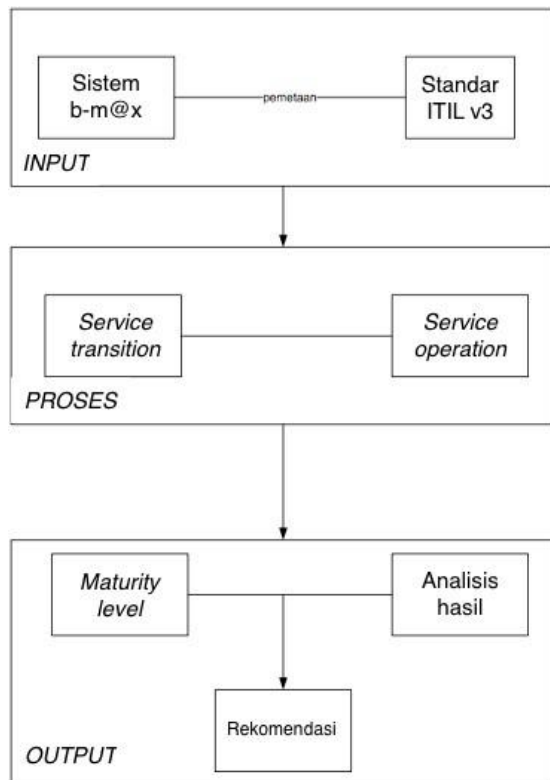 Sistem
b-m@x
pemetaan
Standar
ITIL v3
INPUT
Service
transition
Service
operation
PROSES
Maturity
level
Analisis
hasil
Rekomendasi
OUTPUT